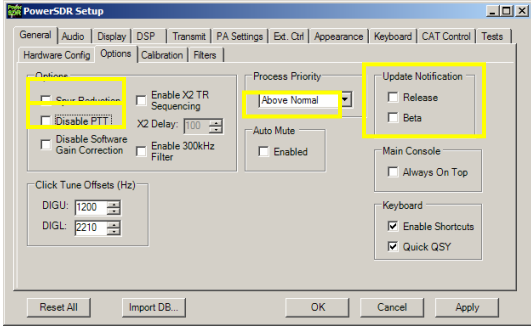 PowerSDR Setup
General Audio Display DSP Transmit PA Settings Ext. Ctrl Appearance Keyboard CAT Control Tests
Hardware Config Options Calibration Filters
Options
Spur Reduction
Disable PTT
Disable Software
Gain Correction
Enable X2 TR
Sequencing
X2 Delay: 100
Enable 300kHz
Filter
Process Priority
Above Normal
Auto Mute
Enabled
Update Notification
Release
Beta
Main Console
Always On Top
Click Tune Offsets (Hz)
DIGU: 1200
DIGL: 2210
Keyboard
Enable Shortcuts
Quick QSY
Reset All Import DB... OK Cancel Apply